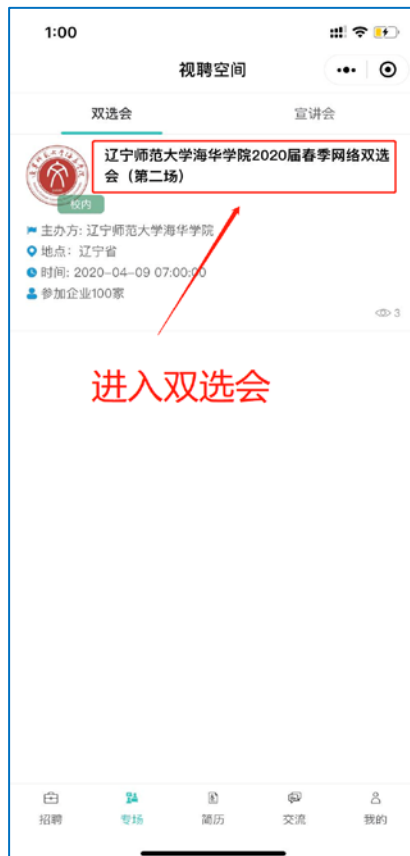 1:00
视聘空间
双选会 宣讲会
辽宁师范大学海华学院2020届春季网络双选
会（第二场）
校内
主办方: 辽宁师范大学海华学院
地点: 辽宁省
时间: 2020-04-09 07:00:00
参加企业100家
3
进入双选会
招聘 专场 简历 交流 我的